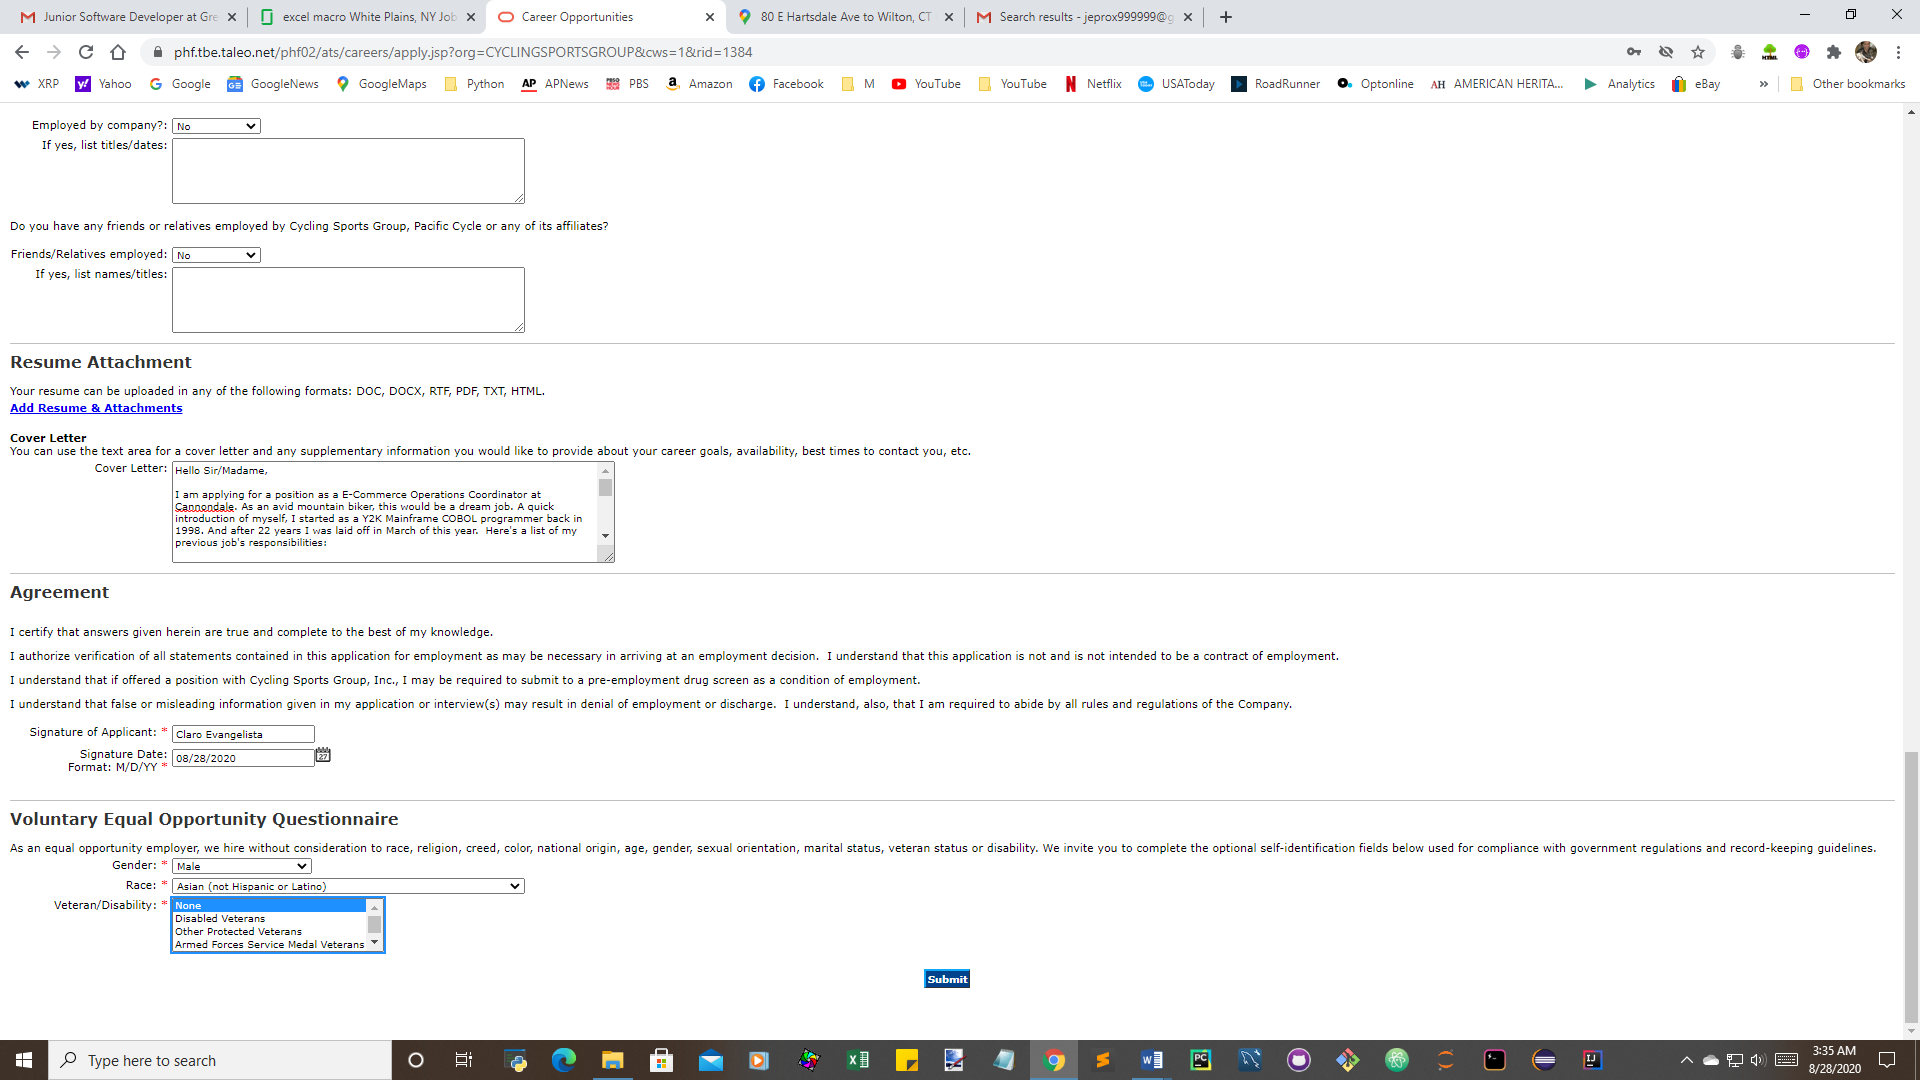 Junior Software Developer at Gre
excel macro White Plains, NY Job
Career Opportunities
80 E Hartsdale Ave to Wilton, CT
Search results - jeprox999999@g
phf.tbe.taleo.net/phf02/ats/careers/apply.jsp?org=CYCLINGSPORTSGROUP&cws=1&rid=1384
XRP Yahoo Google GoogleNews GoogleMaps Python APNews PBS Amazon Facebook M YouTube YouTube Netflix USAToday RoadRunner Optonline AMERICAN HERITA... Analytics eBay » Other bookmarks
Employed by company?: No
If yes, list titles/dates:
Do you have any friends or relatives employed by Cycling Sports Group, Pacific Cycle or any of its affiliates?
Friends/Relatives employed: No
If yes, list names/titles:
Resume Attachment
Your resume can be uploaded in any of the following formats: DOC, DOCX, RTF, PDF, TXT, HTML.
Add Resume & Attachments
Cover Letter
You can use the text area for a cover letter and any supplementary information you would like to provide about your career goals, availability, best times to contact you, etc.
Cover Letter: Hello Sir/Madame,
I am applying for a position as a E-Commerce Operations Coordinator at
Cannondale. As an avid mountain biker, this would be a dream job. A quick
introduction of myself, I started as a Y2K Mainframe COBOL programmer back in
1998. And after 22 years I was laid off in March of this year. Here's a list of my
previous job's responsibilities:
Agreement
I certify that answers given herein are true and complete to the best of my knowledge.
I authorize verification of all statements contained in this application for employment as may be necessary in arriving at an employment decision. I understand that this application is not and is not intended to be a contract of employment.
I understand that if offered a position with Cycling Sports Group, Inc., I may be required to submit to a pre-employment drug screen as a condition of employment.
I understand that false or misleading information given in my application or interview(s) may result in denial of employment or discharge. I understand, also, that I am required to abide by all rules and regulations of the Company.
Signature of Applicant: * Claro Evangelista
Signature Date:
Format: M/D/YY * 08/28/2020
Voluntary Equal Opportunity Questionnaire
As an equal opportunity employer, we hire without consideration to race, religion, creed, color, national origin, age, gender, sexual orientation, marital status, veteran status or disability. We invite you to complete the optional self-identification fields below used for compliance with government regulations and record-keeping guidelines.
Gender: * Male
Race: * Asian (not Hispanic or Latino)
Veteran/Disability: * None
Disabled Veterans
Other Protected Veterans
Armed Forces Service Medal Veterans
Submit
Type here to search
3:35 AM
8/28/2020